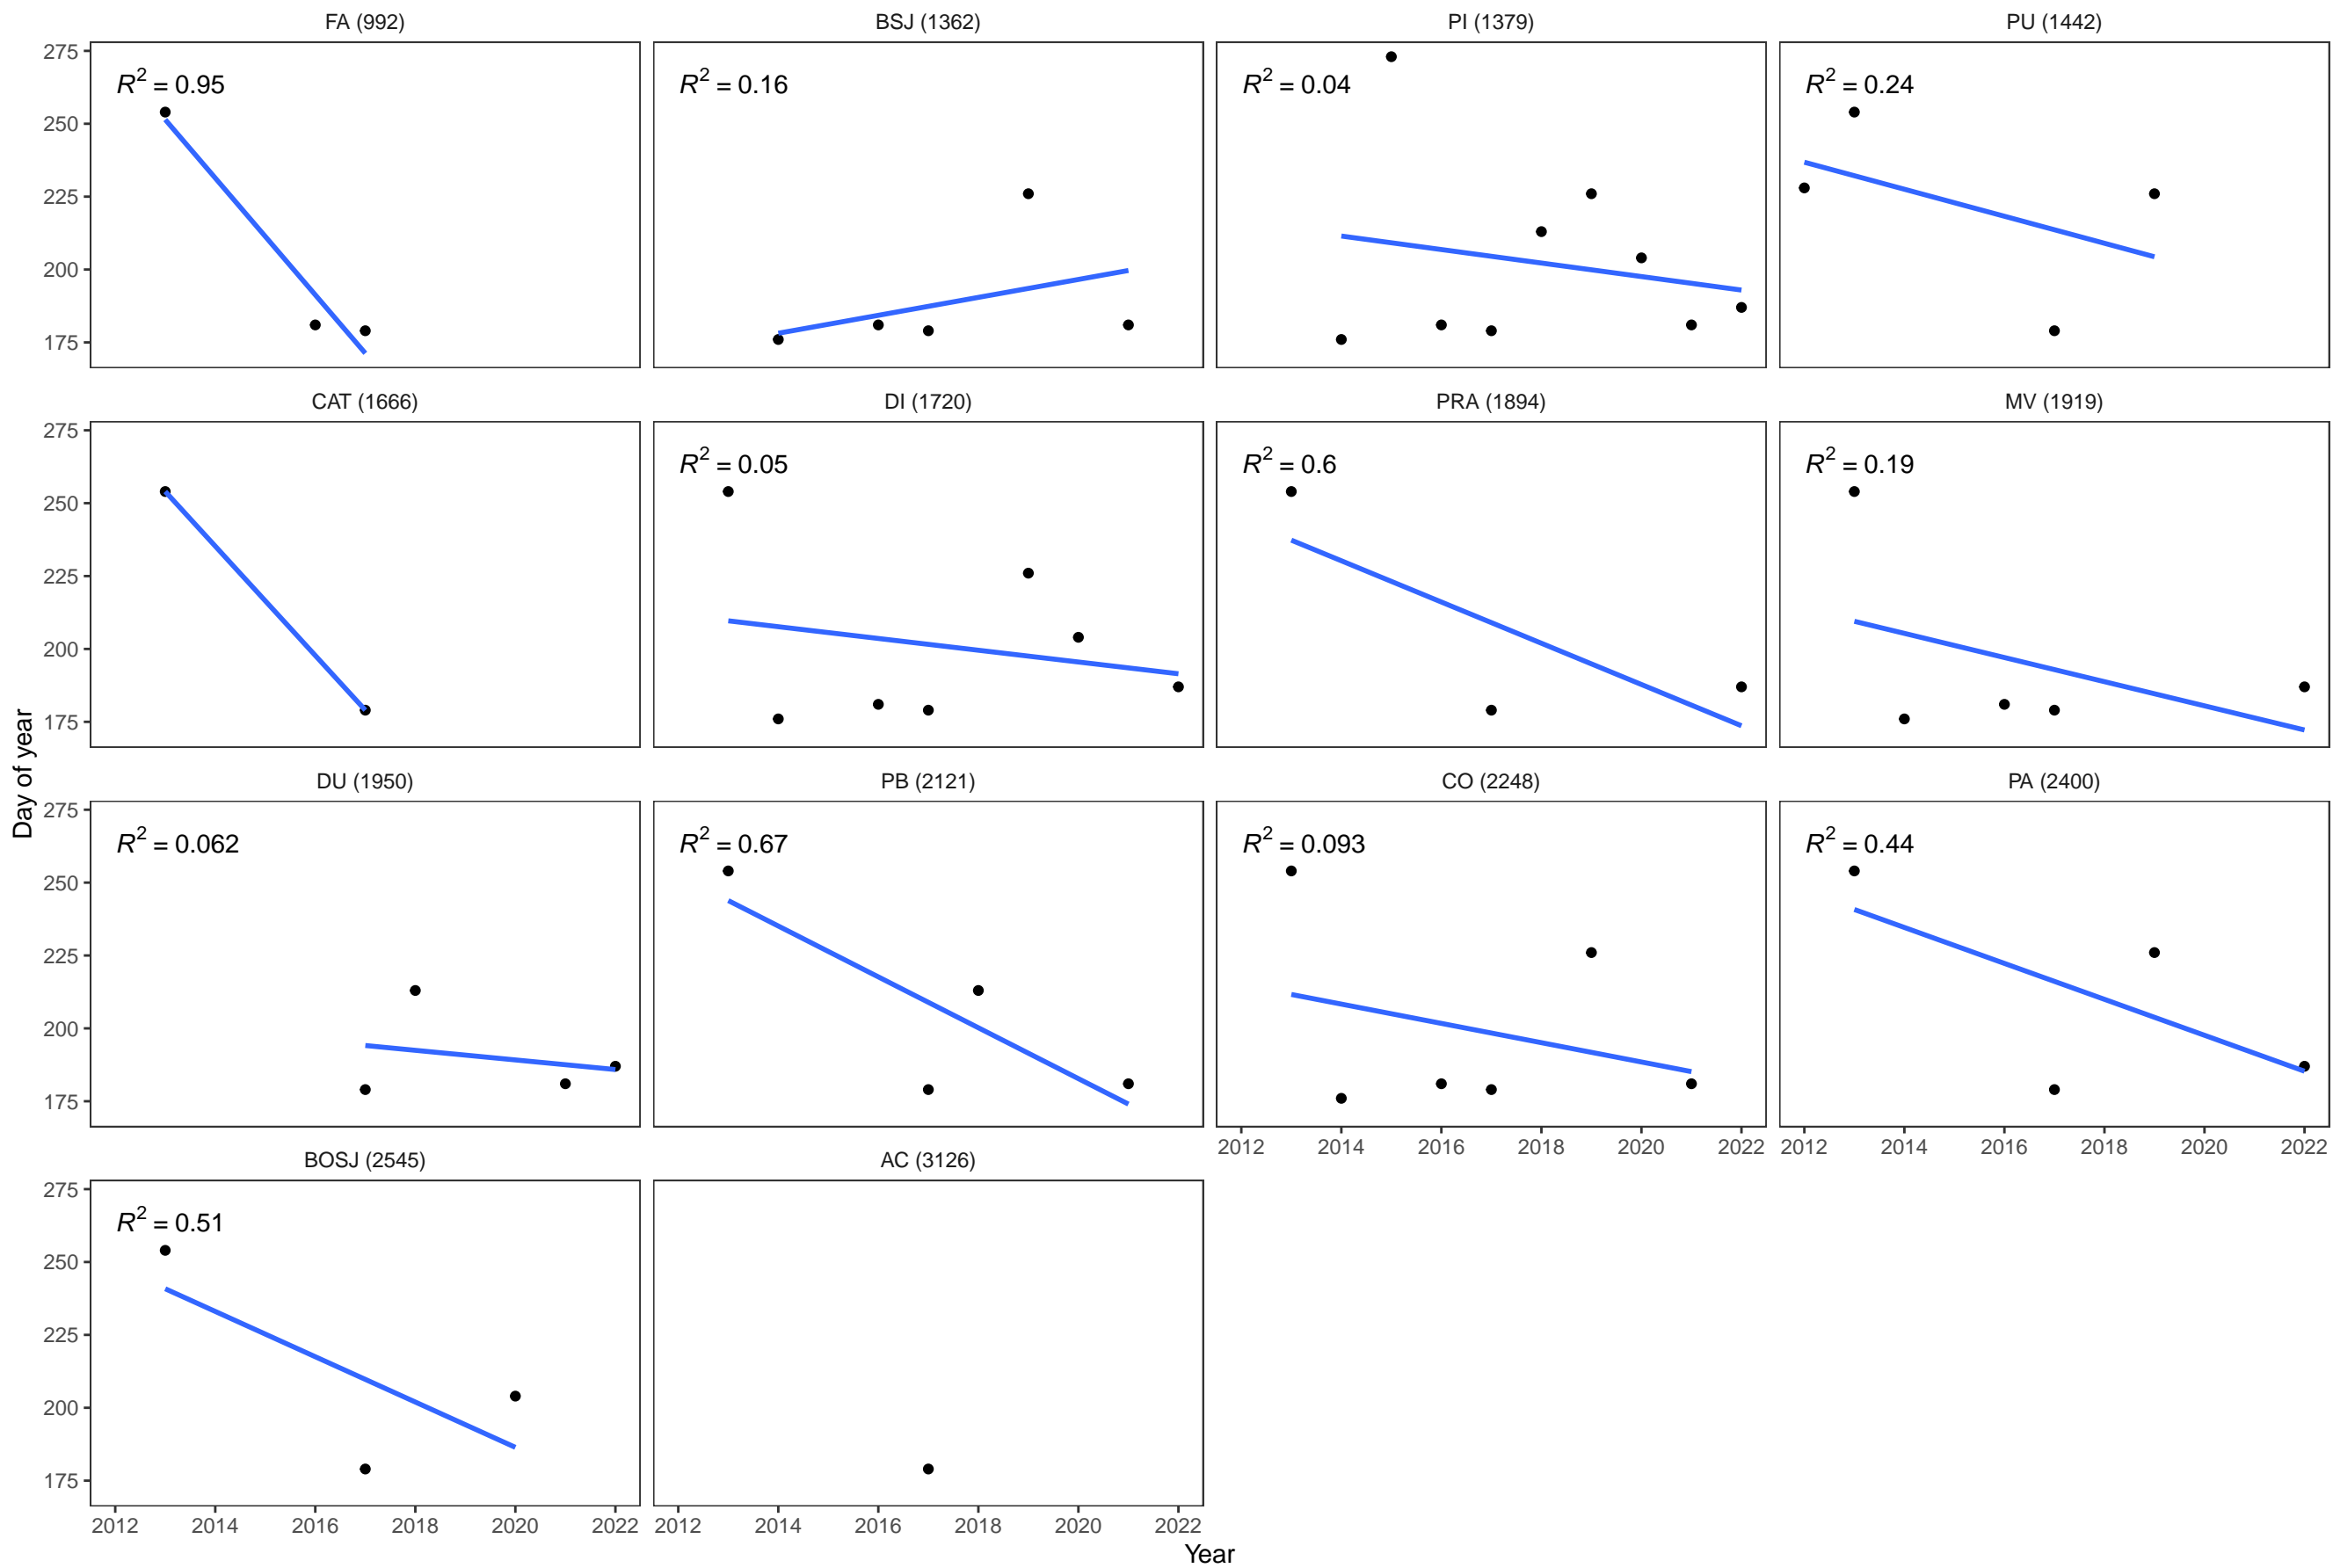 FA (992) BSJ (1362) PI (1379) PU (1442)
275
R² = 0.95 R² = 0.16 R² = 0.04 R² = 0.24
250
225
200
175
CAT (1666) DI (1720) PRA (1894) MV (1919)
275
R² = 0.05 R² = 0.6 R² = 0.19
250
225
200
175
Day of year
DU (1950) PB (2121) CO (2248) PA (2400)
275
R² = 0.062 R² = 0.67 R² = 0.093 R² = 0.44
250
225
200
175
2012 2014 2016 2018 2020 2022 2012 2014 2016 2018 2020 2022
BOSJ (2545) AC (3126)
275
R² = 0.51
250
225
200
175
2012 2014 2016 2018 2020 2022 2012 2014 2016 2018 2020 2022
Year